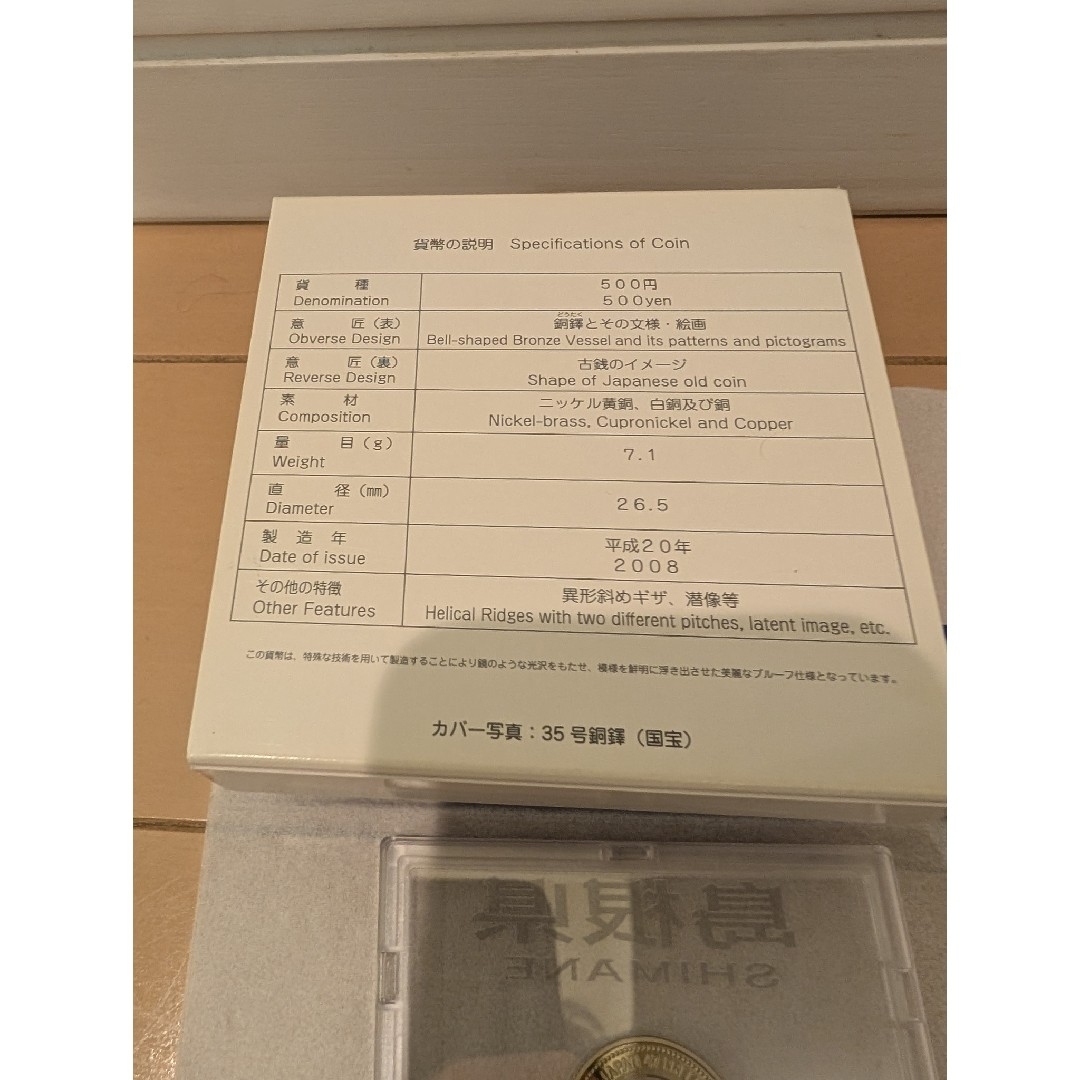 貨幣の説明 Specifications of Coin
貨種
Denomination
500円
500yen
意匠(表)
Obverse Design
どうたく
銅鐸とその文様・絵画
Bell-shaped Bronze Vessel and its patterns and pictograms
意匠(裏)
Reverse Design
古銭のイメージ
Shape of Japanese old coin
素材
Composition
ニッケル黄銅、白銅及び銅
Nickel-brass, Cupronickel and Copper
量目(g)
Weight
7.1
直径(㎜)
Diameter
26.5
製造年
Date of issue
平成20年
2008
その他の特徴
Other Features
異形斜めギザ、潜像等
Helical Ridges with two different pitches, latent image, etc.
この貨幣は、特殊な技術を用いて製造することにより鏡のような光沢をもたせ、模様を鮮明に浮き出させた美麗なプルーフ仕様となっています。
カバー写真:35号銅鐸(国宝)
島根県
SHIMANE